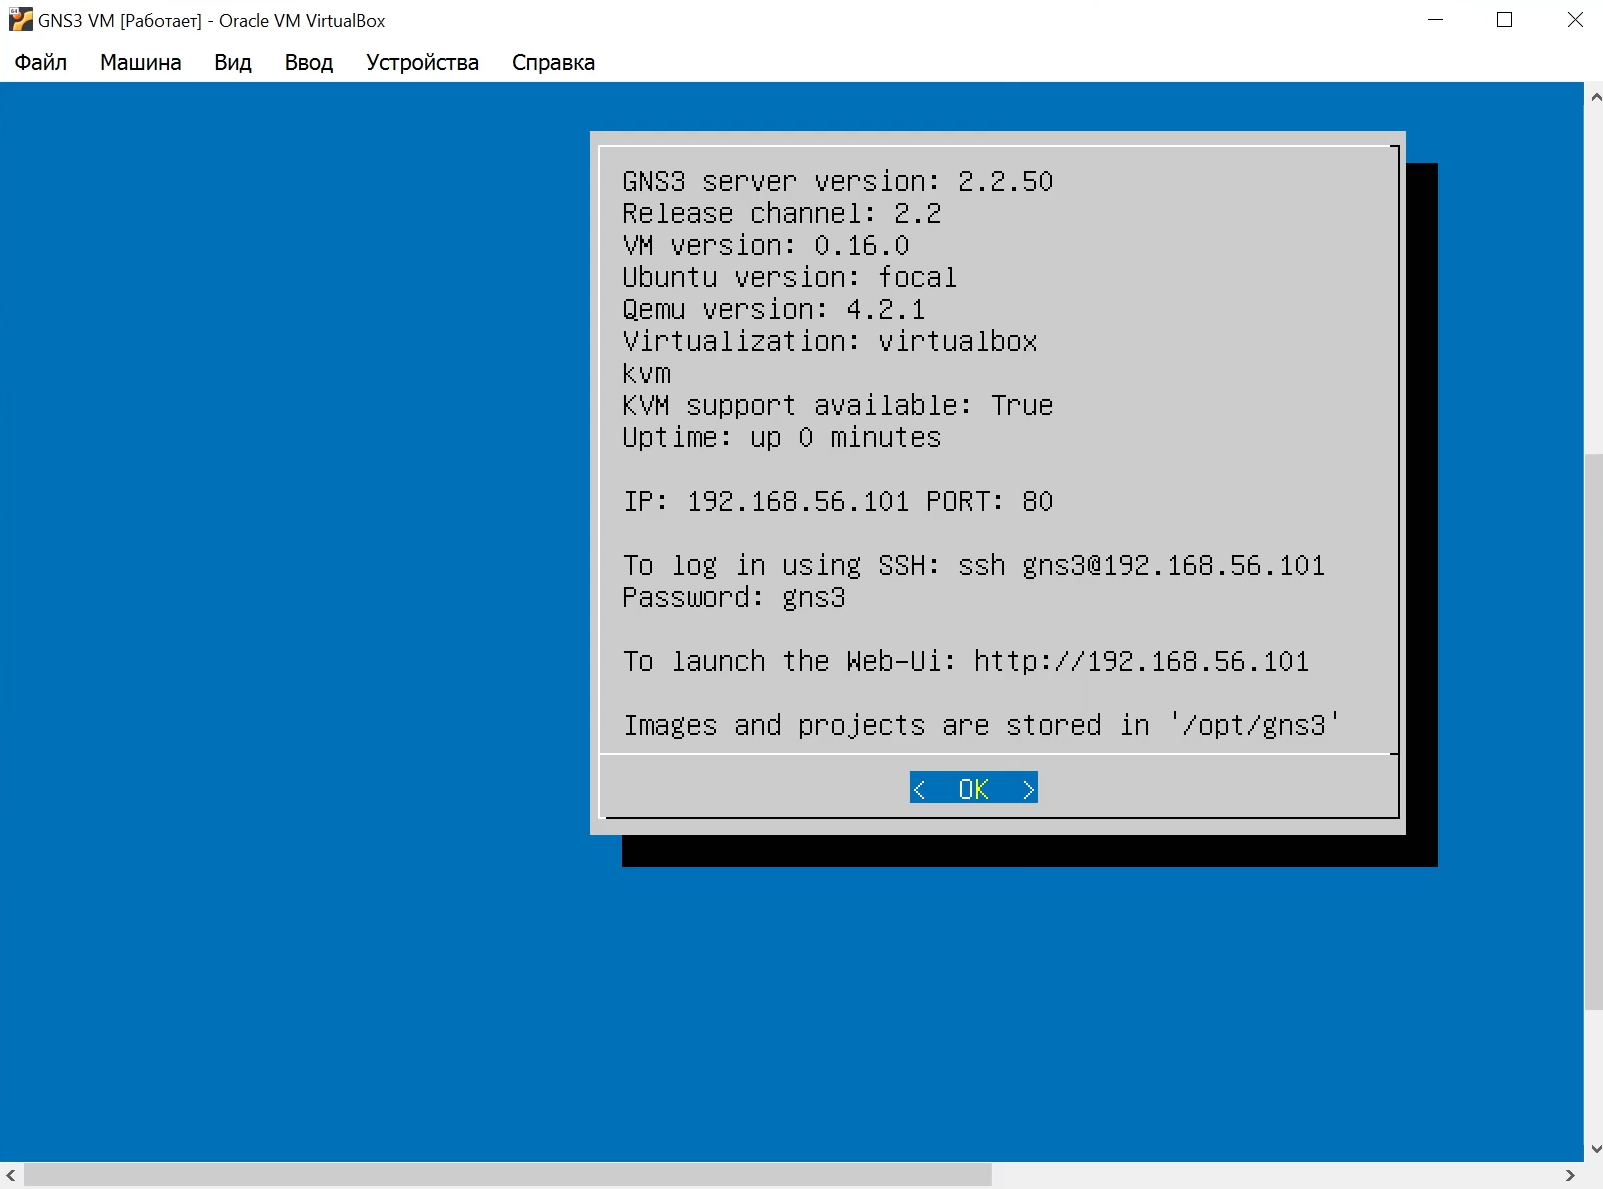 GNS3 VM [Работает] - Oracle VM VirtualBox
Файл Машина Вид Ввод Устройства Справка
GNS3 server version: 2.2.50
Release channel: 2.2
VM version: 0.16.0
Ubuntu version: focal
Qemu version: 4.2.1
Virtualization: virtualbox
kvm
KVM support available: True
Uptime: up 0 minutes
IP: 192.168.56.101 PORT: 80
To log in using SSH: ssh gns3@192.168.56.101
Password: gns3
To launch the Web-Ui: http://192.168.56.101
Images and projects are stored in '/opt/gns3'
< OK >